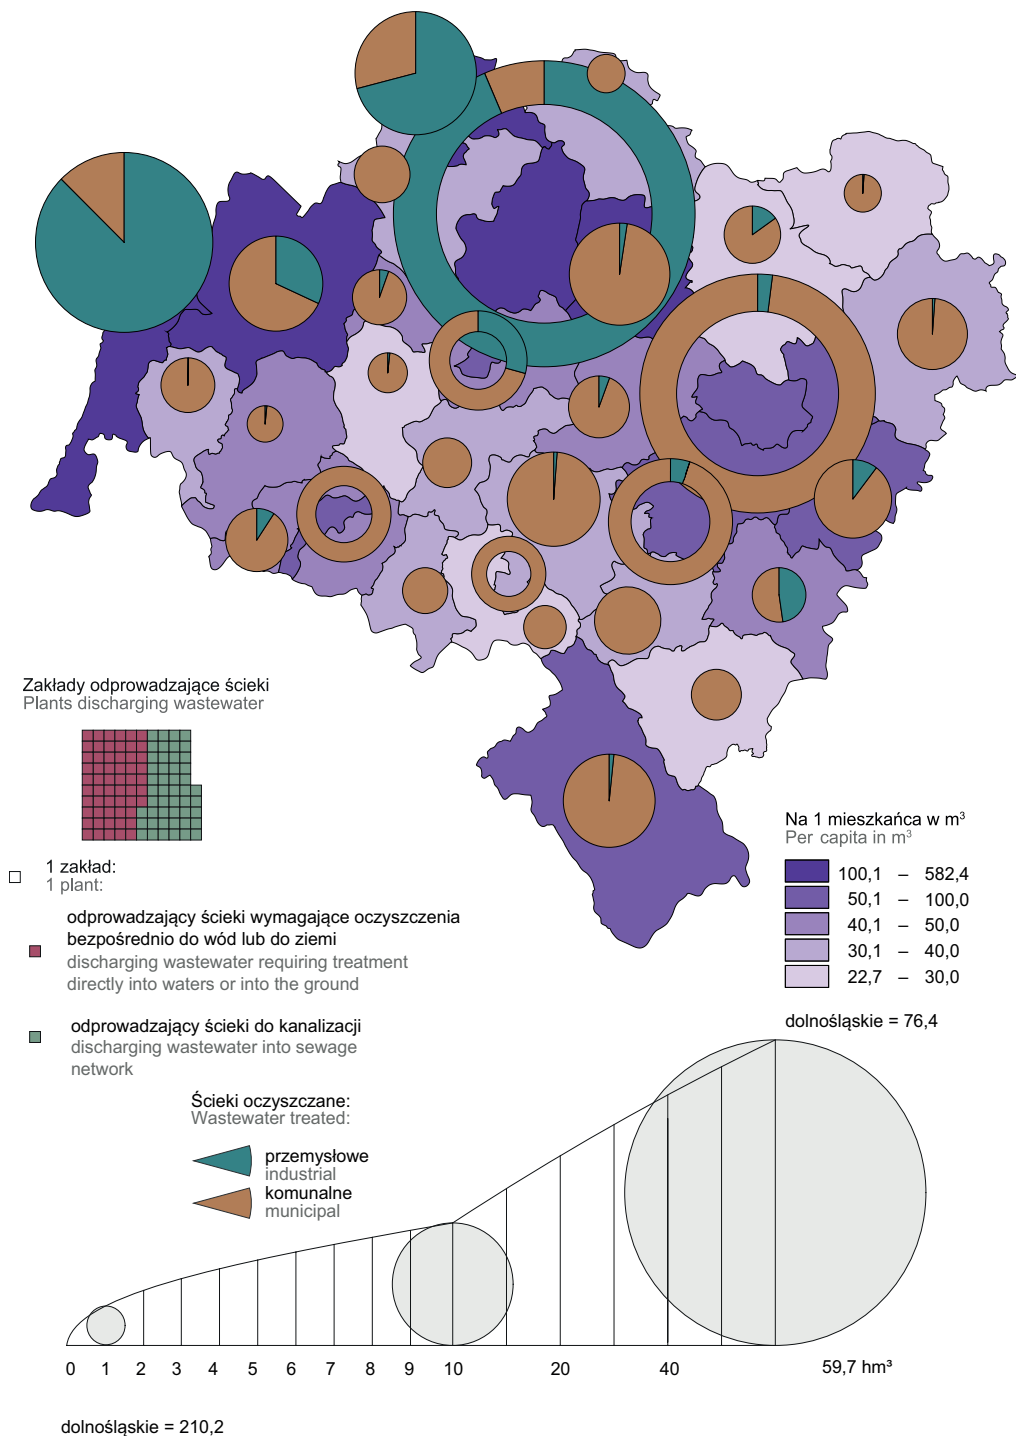 Zakłady odprowadzające ścieki
Plants discharging wastewater
1 zakład:
1 plant:
odprowadzający ścieki wymagające oczyszczenia
bezpośrednio do wód lub do ziemi
discharging wastewater requiring treatment
directly into waters or into the ground
odprowadzający ścieki do kanalizacji
discharging wastewater into sewage
network
Na 1 mieszkańca w m³
Per capita in m³
100,1 – 582,4
50,1 – 100,0
40,1 – 50,0
30,1 – 40,0
22,7 – 30,0
dolnośląskie = 76,4
Ścieki oczyszczane:
Wastewater treated:
przemysłowe
industrial
komunalne
municipal
0 1 2 3 4 5 6 7 8 9 10 20 40 59,7 hm³
dolnośląskie = 210,2